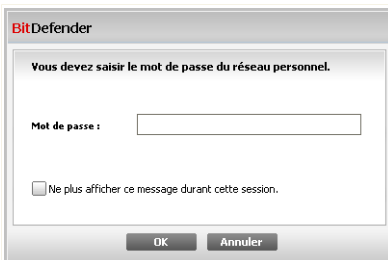 BitDefender
Vous devez saisir le mot de passe du réseau personnel.
Mot de passe :
Ne plus afficher ce message durant cette session.
OK Annuler